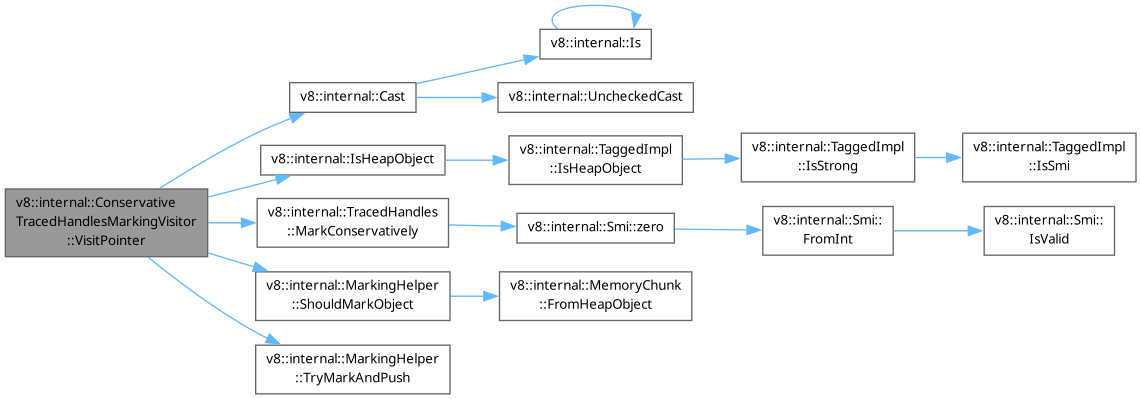 v8::internal::Is
v8::internal::Cast
v8::internal::UncheckedCast
v8::internal::IsHeapObject
v8::internal::TaggedImpl
::IsHeapObject
v8::internal::TaggedImpl
::IsStrong
v8::internal::TaggedImpl
::IsSmi
v8::internal::Conservative
TracedHandlesMarkingVisitor
::VisitPointer
v8::internal::TracedHandles
::MarkConservatively
v8::internal::Smi::zero
v8::internal::Smi::
FromInt
v8::internal::Smi::
IsValid
v8::internal::MarkingHelper
::ShouldMarkObject
v8::internal::MemoryChunk
::FromHeapObject
v8::internal::MarkingHelper
::TryMarkAndPush